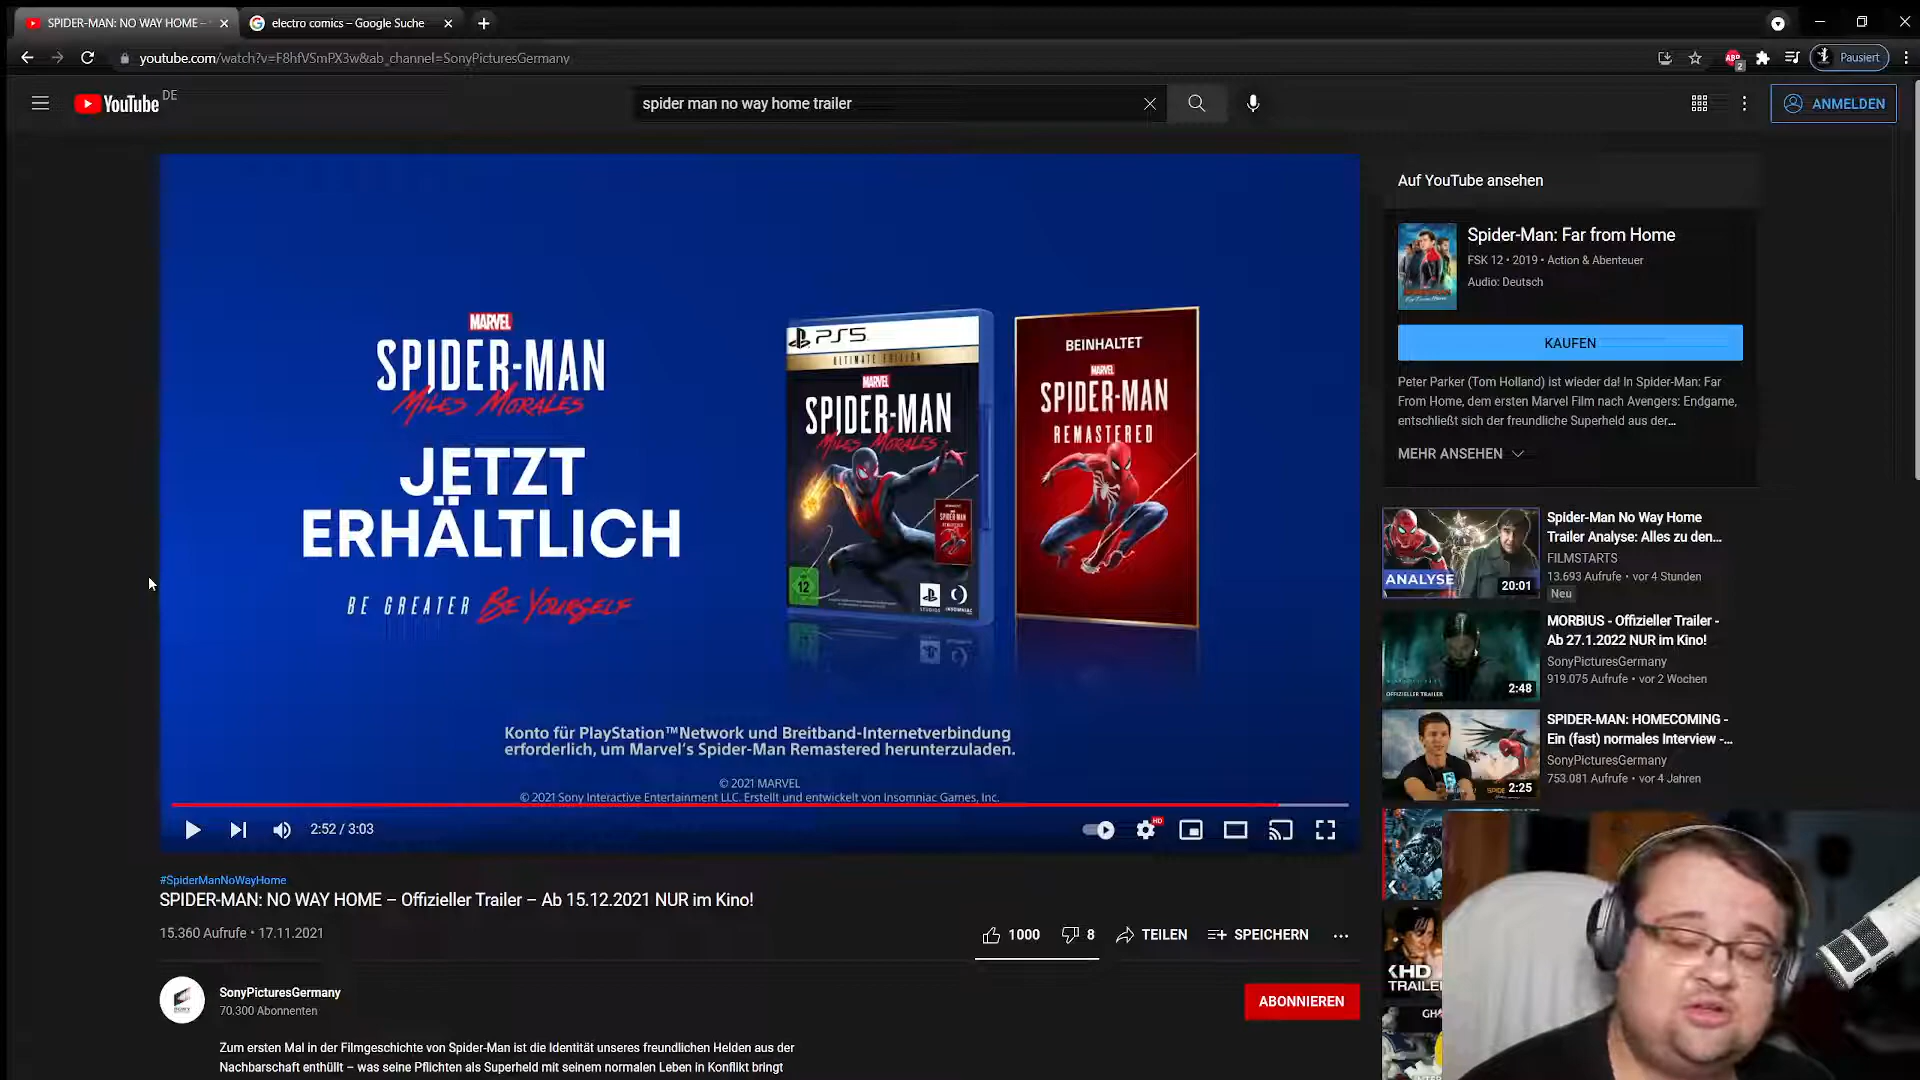 SPIDER-MAN: NO WAY HOME –
electro comics – Google Suche
youtube.com/watch?v=F8hfVSmPX3w&ab_channel=SonyPicturesGermany
ABP
2
Pausiert
YouTube DE
spider man no way home trailer
ANMELDEN
MARVEL
SPIDER-MAN
MILES MORALES
JETZT
ERHÄLTLICH
BE GREATER BE YOURSELF
PS5
ULTIMATE EDITION
MARVEL
SPIDER-MAN
MILES MORALES
12
STUDIOS
INSOMNIAC
BEINHALTET
MARVEL
SPIDER-MAN
REMASTERED
Konto für PlayStation™Network und Breitband-Internetverbindung
erforderlich, um Marvel's Spider-Man Remastered herunterzuladen.
© 2021 MARVEL
© 2021 Sony Interactive Entertainment LLC. Erstellt und entwickelt von Insomniac Games, Inc.
2:52 / 3:03
HD
#SpiderManNoWayHome
SPIDER-MAN: NO WAY HOME – Offizieller Trailer – Ab 15.12.2021 NUR im Kino!
15.360 Aufrufe • 17.11.2021
1000
8
TEILEN
SPEICHERN
SonyPicturesGermany
70.300 Abonnenten
ABONNIEREN
Zum ersten Mal in der Filmgeschichte von Spider-Man ist die Identität unseres freundlichen Helden aus der
Nachbarschaft enthüllt – was seine Pflichten als Superheld mit seinem normalen Leben in Konflikt bringt
Auf YouTube ansehen
Spider-Man: Far from Home
FSK 12 • 2019 • Action & Abenteuer
Audio: Deutsch
KAUFEN
Peter Parker (Tom Holland) ist wieder da! In Spider-Man: Far
From Home, dem ersten Marvel Film nach Avengers: Endgame,
entschließt sich der freundliche Superheld aus der...
MEHR ANSEHEN
ANALYSE
20:01
Spider-Man No Way Home
Trailer Analyse: Alles zu den...
FILMSTARTS
13.693 Aufrufe • vor 4 Stunden
Neu
OFFIZIELLER TRAILER
2:48
MORBIUS - Offizieller Trailer -
Ab 27.1.2022 NUR im Kino!
SonyPicturesGermany
919.075 Aufrufe • vor 2 Wochen
2:25
SPIDER-MAN: HOMECOMING -
Ein (fast) normales Interview -...
SonyPicturesGermany
753.081 Aufrufe • vor 4 Jahren
HD
TRAILER
GH